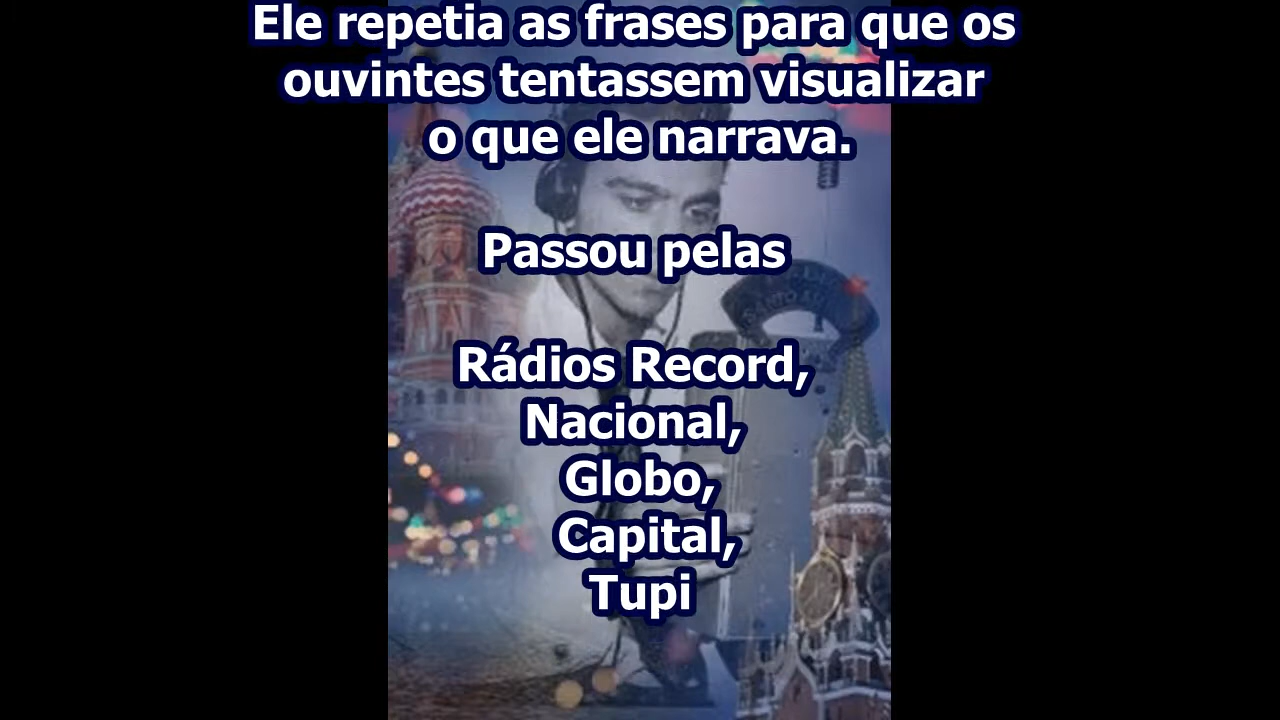 Ele repetia as frases para que os
ouvintes tentassem visualizar
o que ele narrava.
Passou pelas
Rádios Record,
Nacional,
Globo,
Capital,
Tupi